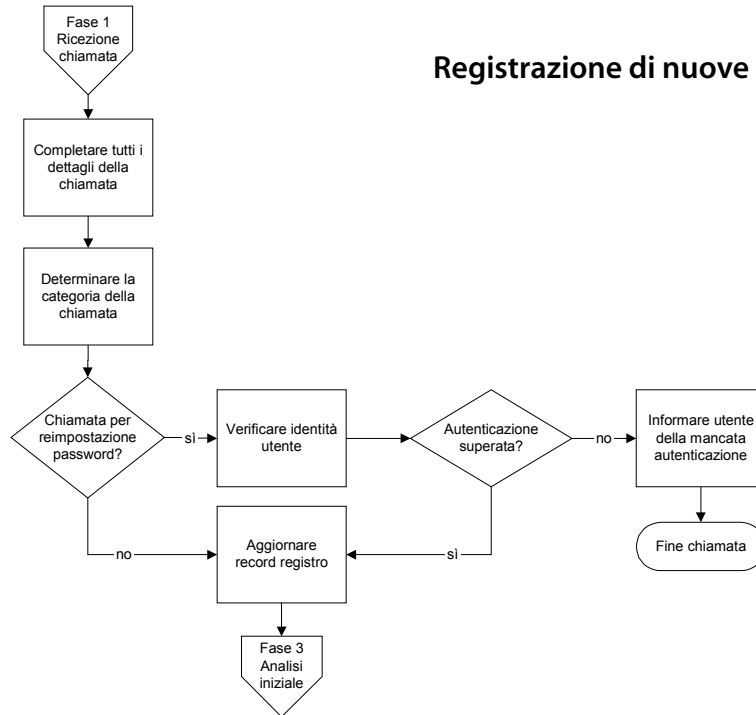 Fase 1
Ricezione
chiamata
Registrazione di nuove
Completare tutti i
dettagli della
chiamata
Determinare la
categoria della
chiamata
Chiamata per
reimpostazione
password?
sì
Verificare identità
utente
Autenticazione
superata?
no
Informare utente
della mancata
autenticazione
no
Aggiornare
record registro
sì
Fine chiamata
Fase 3
Analisi
iniziale